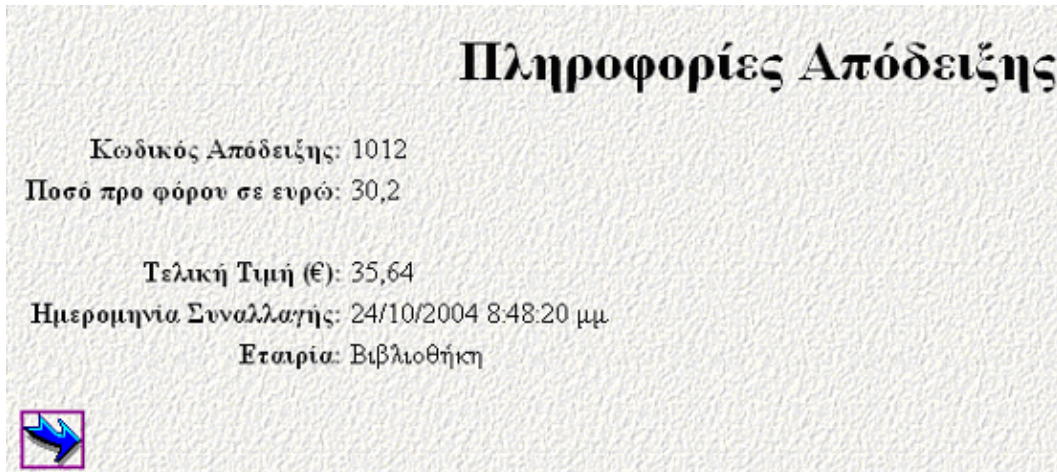 Πληροφορίες Απόδειξης
Κωδικός Απόδειξης: 1012
Ποσό προ φόρου σε ευρώ: 30,2
Τελική Τιμή (€): 35,64
Ημερομηνία Συναλλαγής: 24/10/2004 8:48:20 μμ
Εταιρία: Βιβλιοθήκη